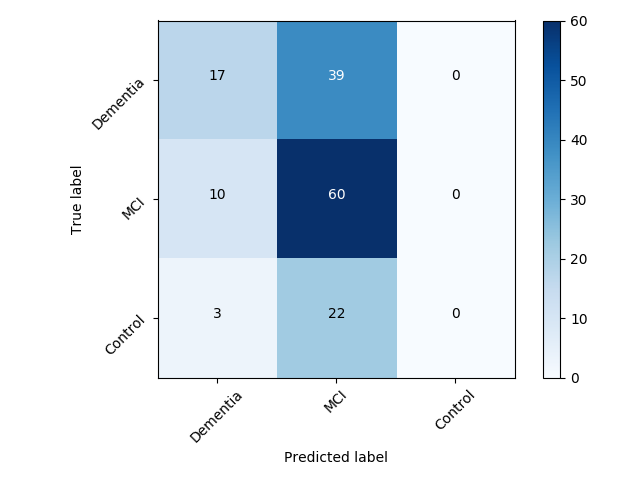 Dementia 17 39 0
MCI 10 60 0
Control 3 22 0
True label
Dementia MCI Control
Predicted label
60
50
40
30
20
10
0